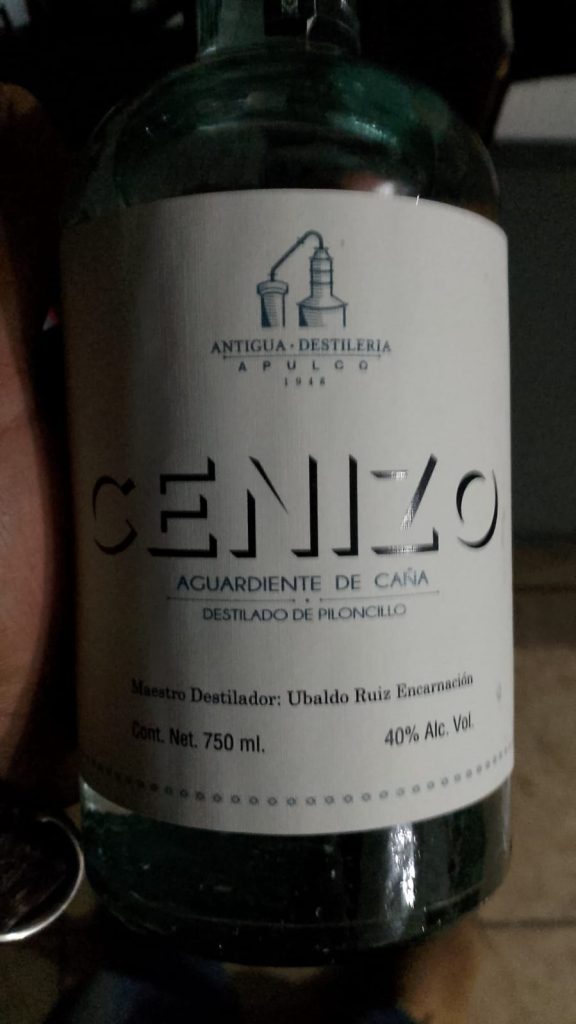 ANTIGUA · DESTILERIA
APULCO
1946
CENIZO
AGUARDIENTE DE CAÑA
DESTILADO DE PILONCILLO
Maestro Destilador: Ubaldo Ruiz Encarnación
Cont. Net. 750 ml.
40% Alc. Vol.